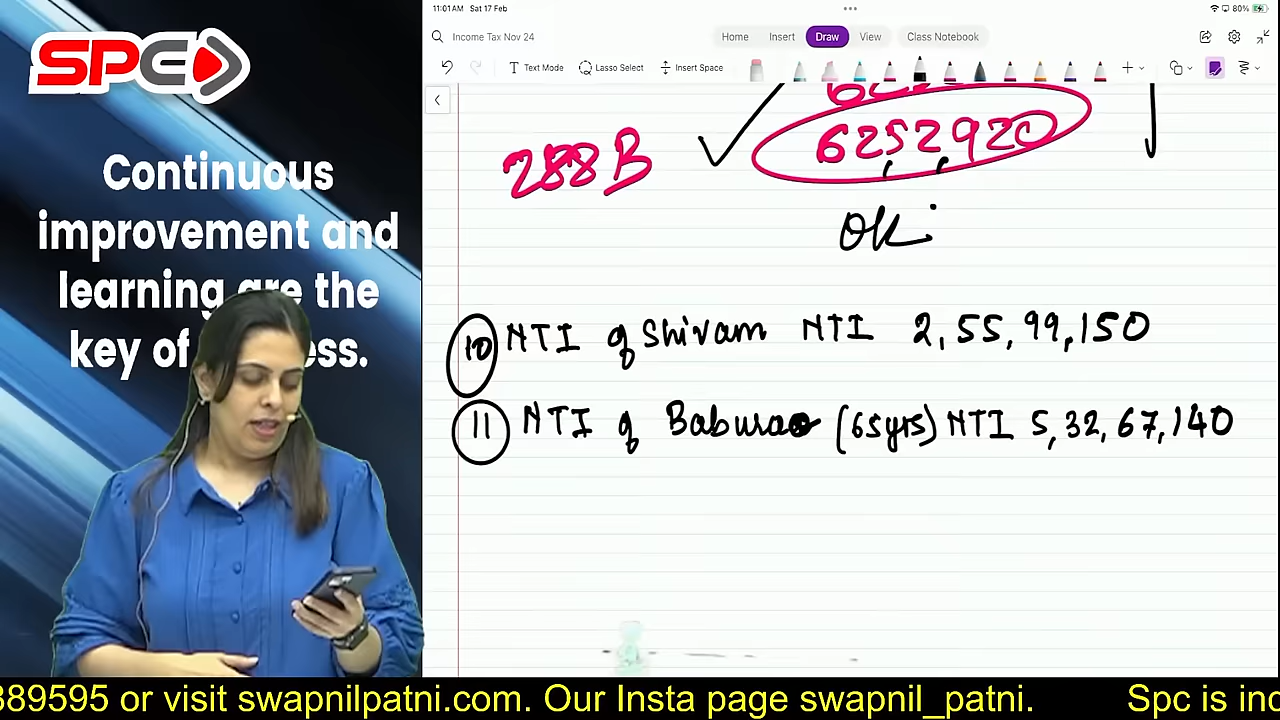 11:01 AM Sat 17 Feb
80%
Income Tax Nov 24
Home Insert Draw View Class Notebook
Text Mode Lasso Select Insert Space
SPC
Continuous
improvement and
learning are the
key of
ess.
6252920
288B
OK
10 NTI of Shivam NTI 2,55,99,150
11 NTI of Baburao (65yrs) NTI 5,32,67,140
389595 or visit swapnilpatni.com. Our Insta page swapnil_patni. Spc is inc